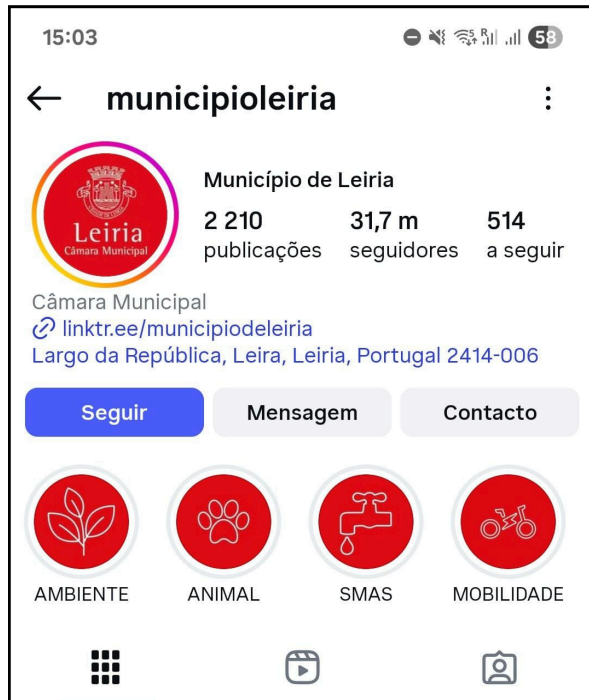 15:03
58
municipioleiria
Leiria
Câmara Municipal
Município de Leiria
2 210 31,7 m 514
publicações seguidores a seguir
Câmara Municipal
linktr.ee/municipiodeleiria
Largo da República, Leira, Leiria, Portugal 2414-006
Seguir Mensagem Contacto
AMBIENTE ANIMAL SMAS MOBILIDADE